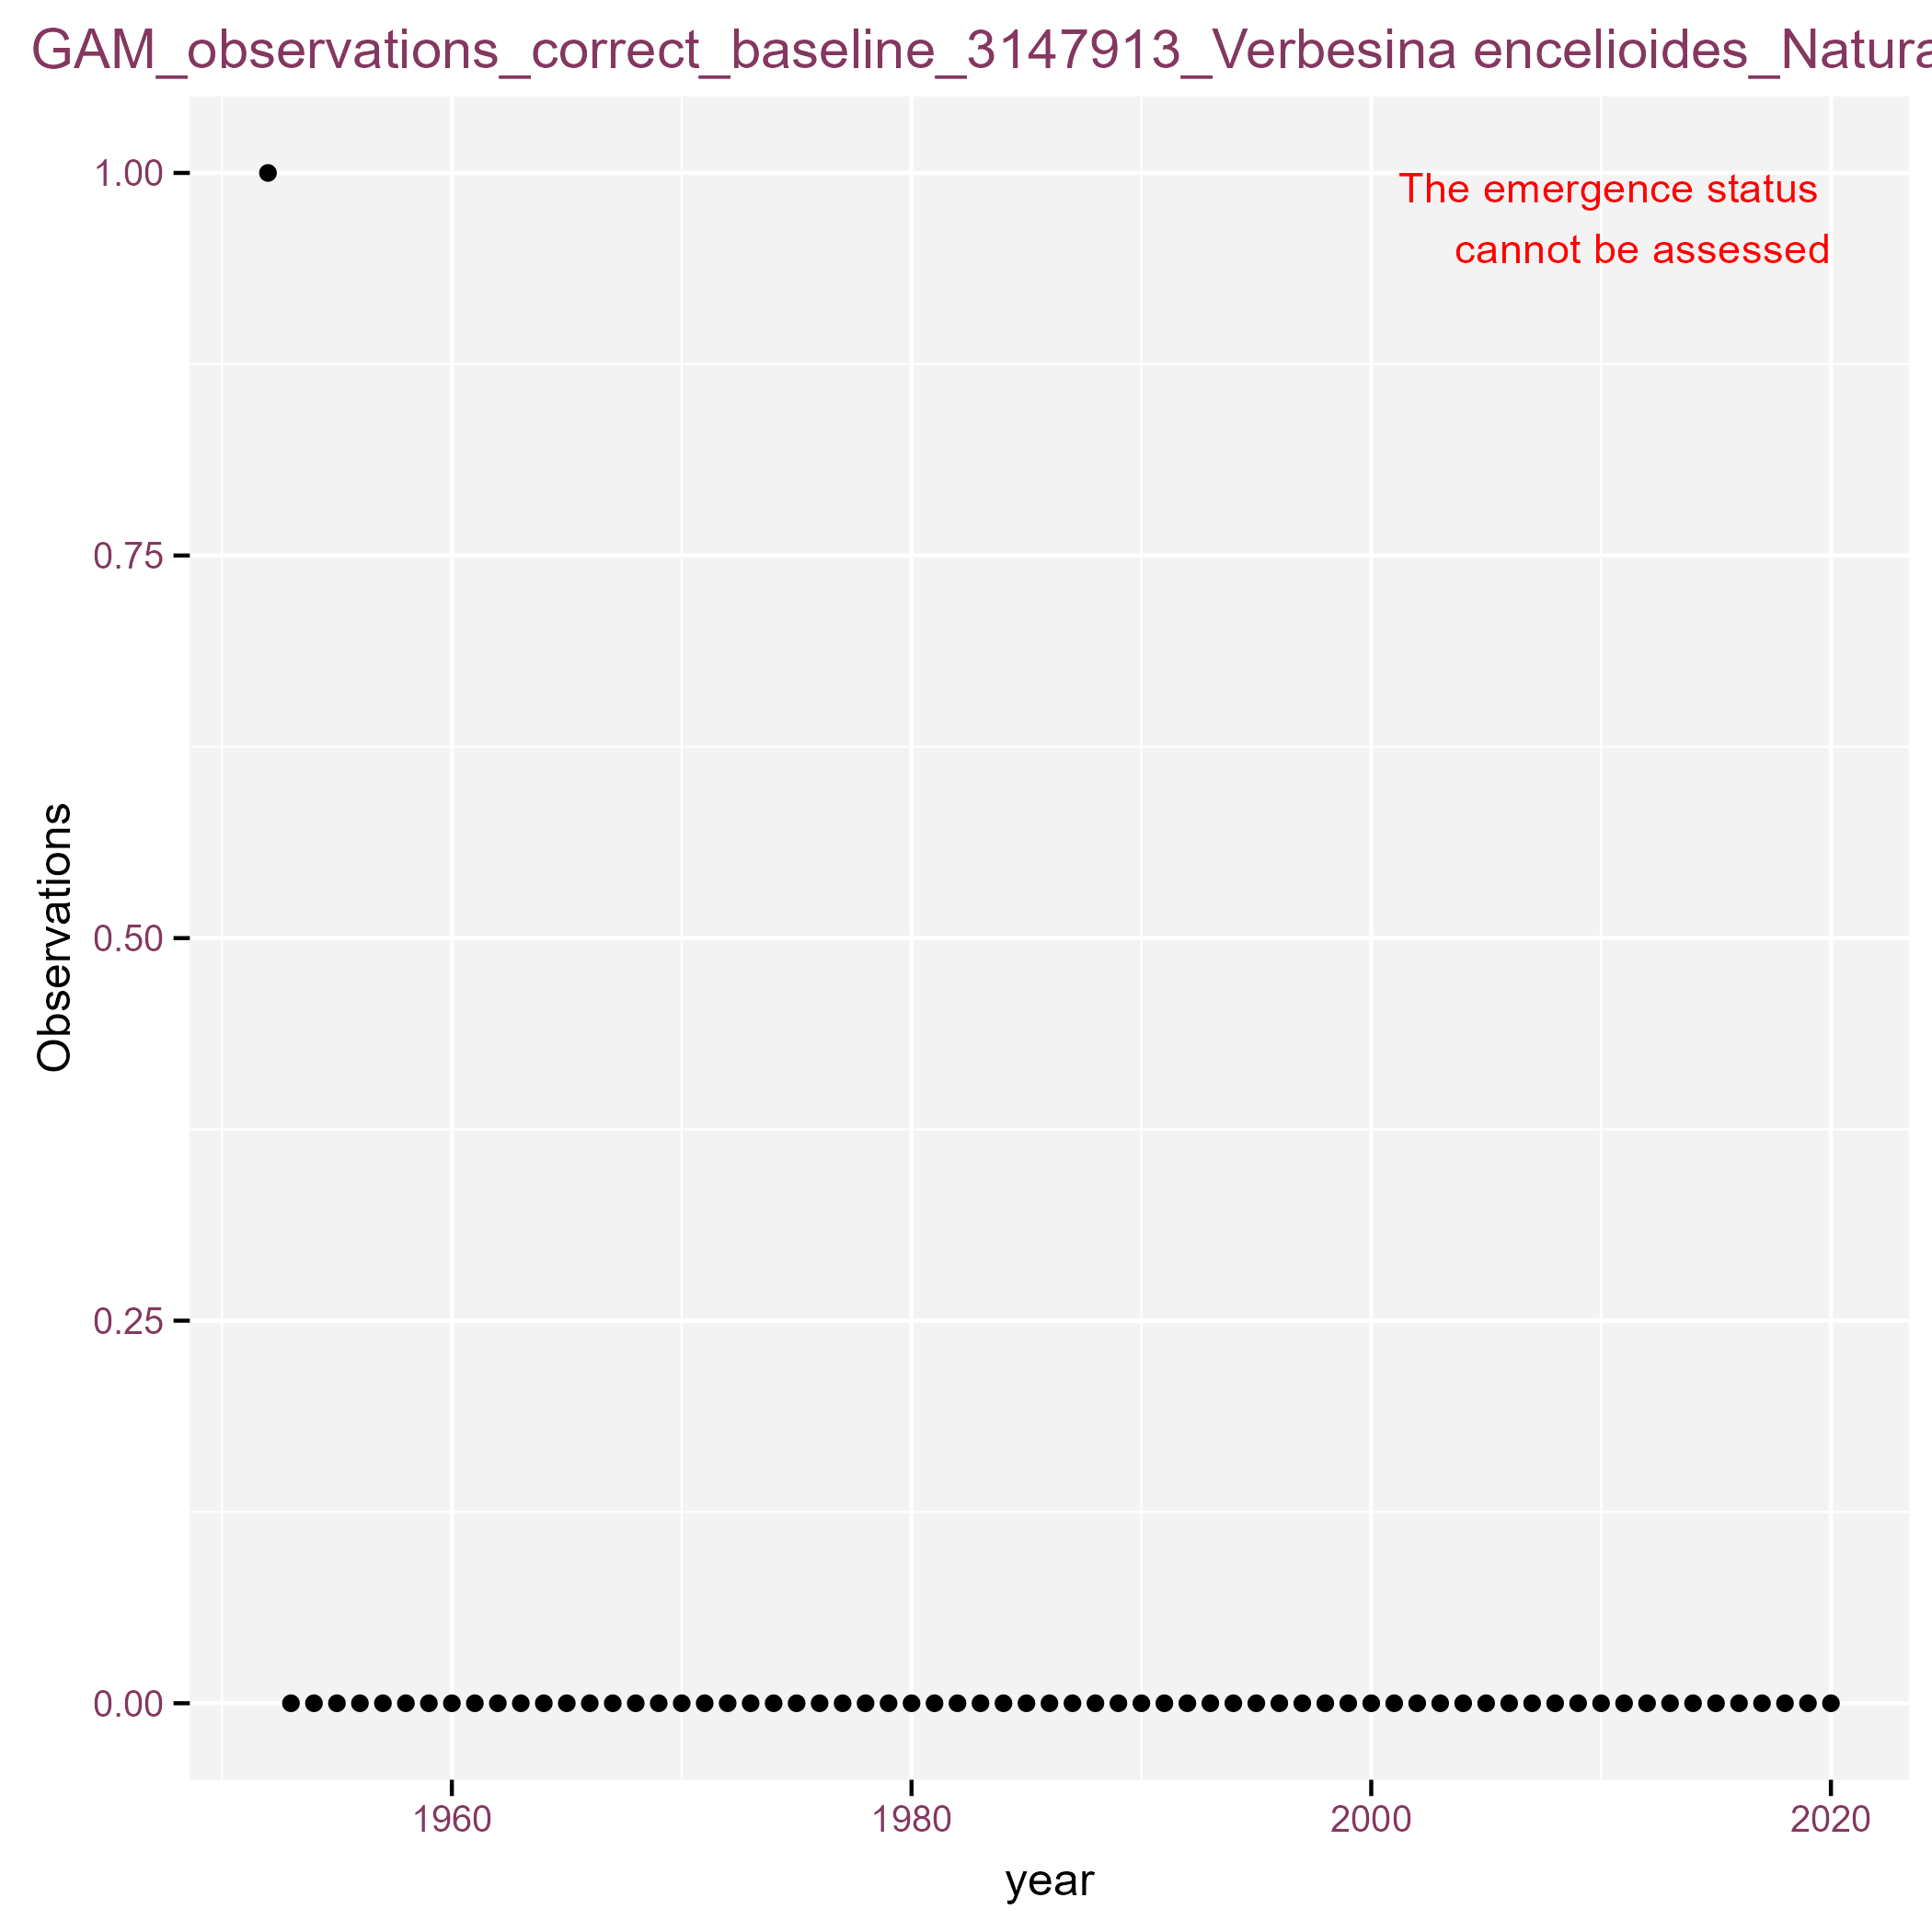 GAM_observations_correct_baseline_3147913_Verbesina encelioides_Natura
The emergence status
cannot be assessed
1.00
0.75
0.50
0.25
0.00
Observations
1960 1980 2000 2020
year